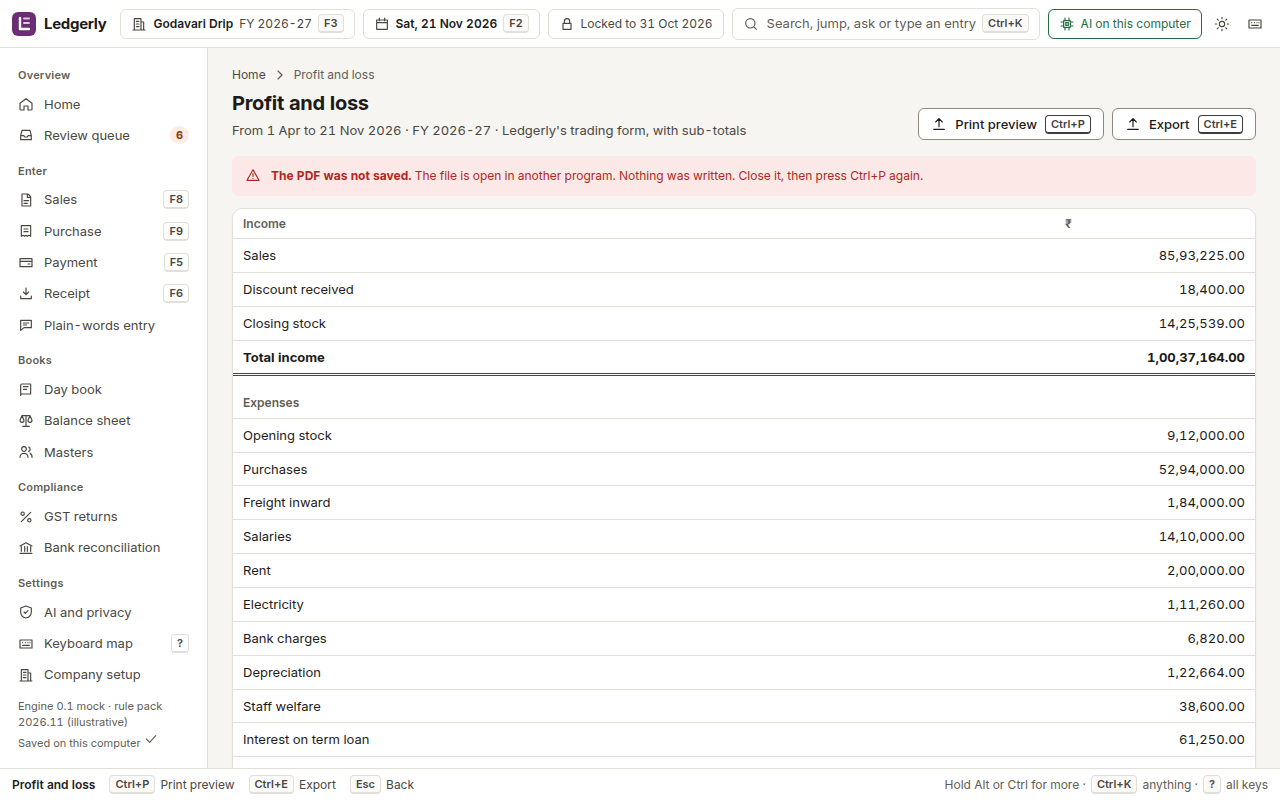 Ledgerly
Godavari Drip FY 2026-27 F3
Sat, 21 Nov 2026 F2
Locked to 31 Oct 2026
Search, jump, ask or type an entry Ctrl+K
AI on this computer
Overview
Home
Review queue 6
Enter
Sales F8
Purchase F9
Payment F5
Receipt F6
Plain-words entry
Books
Day book
Balance sheet
Masters
Compliance
GST returns
Bank reconciliation
Settings
AI and privacy
Keyboard map ?
Company setup
Engine 0.1 mock · rule pack
2026.11 (illustrative)
Saved on this computer
Home Profit and loss
Profit and loss
From 1 Apr to 21 Nov 2026 · FY 2026-27 · Ledgerly's trading form, with sub-totals
Print preview Ctrl+P
Export Ctrl+E
The PDF was not saved. The file is open in another program. Nothing was written. Close it, then press Ctrl+P again.
Income ₹
Sales 85,93,225.00
Discount received 18,400.00
Closing stock 14,25,539.00
Total income 1,00,37,164.00
Expenses
Opening stock 9,12,000.00
Purchases 52,94,000.00
Freight inward 1,84,000.00
Salaries 14,10,000.00
Rent 2,00,000.00
Electricity 1,11,260.00
Bank charges 6,820.00
Depreciation 1,22,664.00
Staff welfare 38,600.00
Interest on term loan 61,250.00
Profit and loss Ctrl+P Print preview Ctrl+E Export Esc Back
Hold Alt or Ctrl for more · Ctrl+K anything · ? all keys